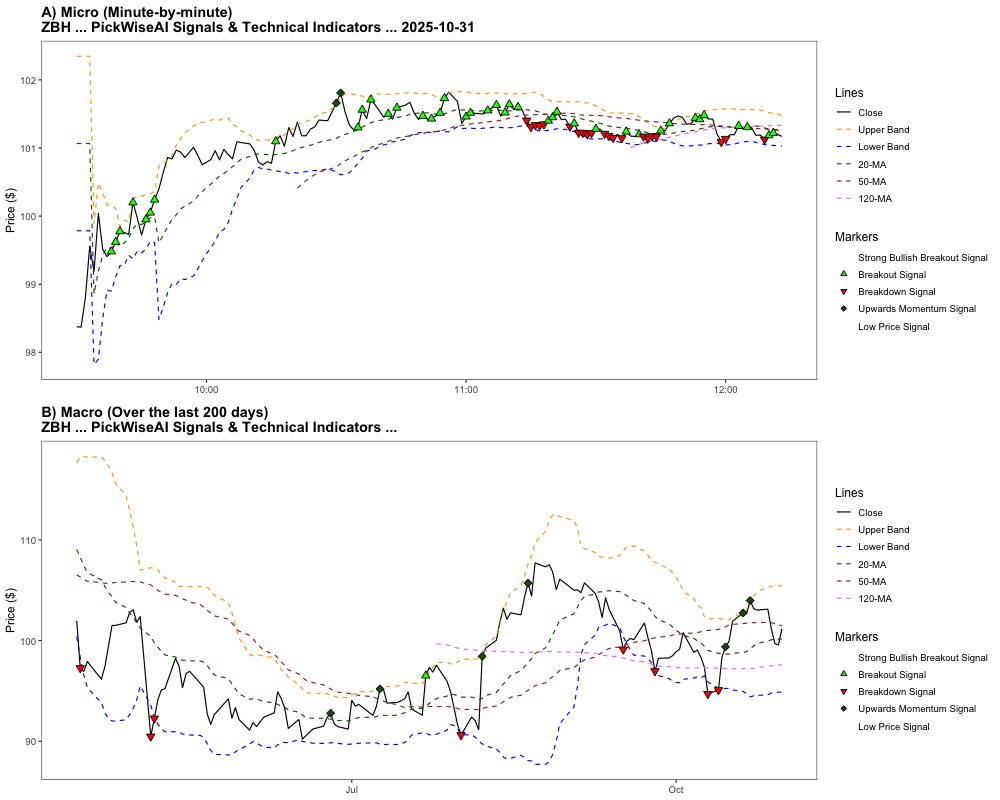 A) Micro (Minute-by-minute)
ZBH ... PickWiseAI Signals & Technical Indicators ... 2025-10-31
Price ($)
102
101
100
99
98
10:00
11:00
12:00
Lines
Close
Upper Band
Lower Band
20-MA
50-MA
120-MA
Markers
Strong Bullish Breakout Signal
Breakout Signal
Breakdown Signal
Upwards Momentum Signal
Low Price Signal
B) Macro (Over the last 200 days)
ZBH ... PickWiseAI Signals & Technical Indicators ...
Price ($)
110
100
90
Jul
Oct
Lines
Close
Upper Band
Lower Band
20-MA
50-MA
120-MA
Markers
Strong Bullish Breakout Signal
Breakout Signal
Breakdown Signal
Upwards Momentum Signal
Low Price Signal